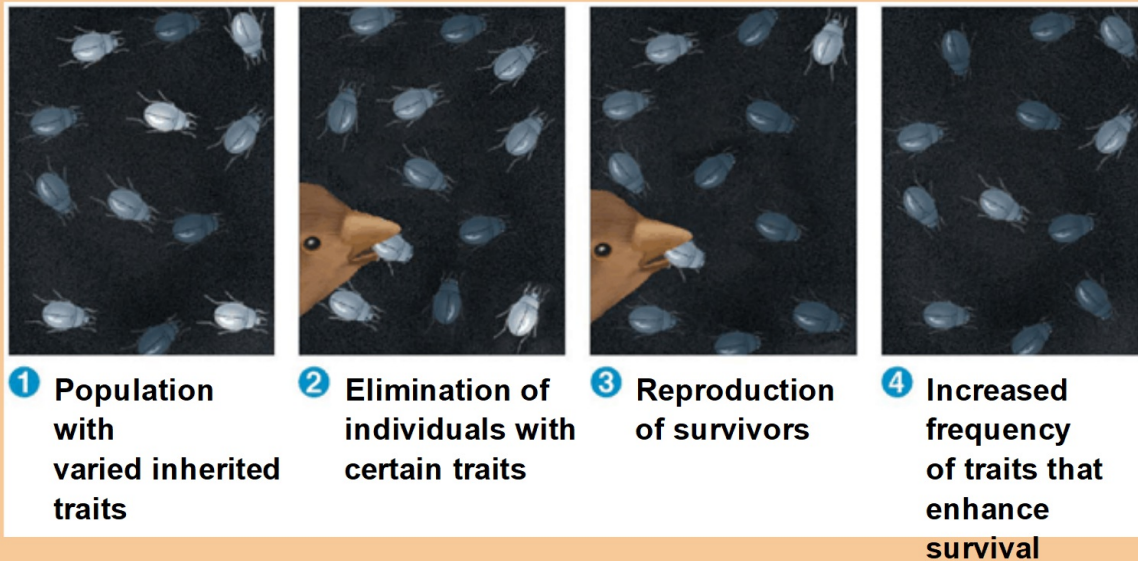 1 Population
with
varied inherited
traits
2 Elimination of
individuals with
certain traits
3 Reproduction
of survivors
4 Increased
frequency
of traits that
enhance
survival